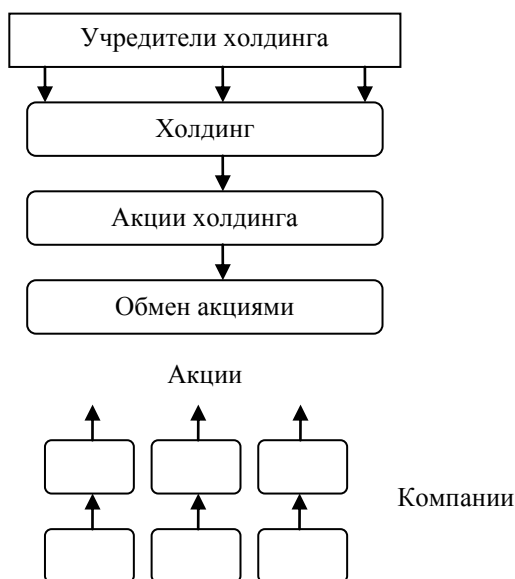 Учредители холдинга
Холдинг
Акции холдинга
Обмен акциями
Акции
Компании